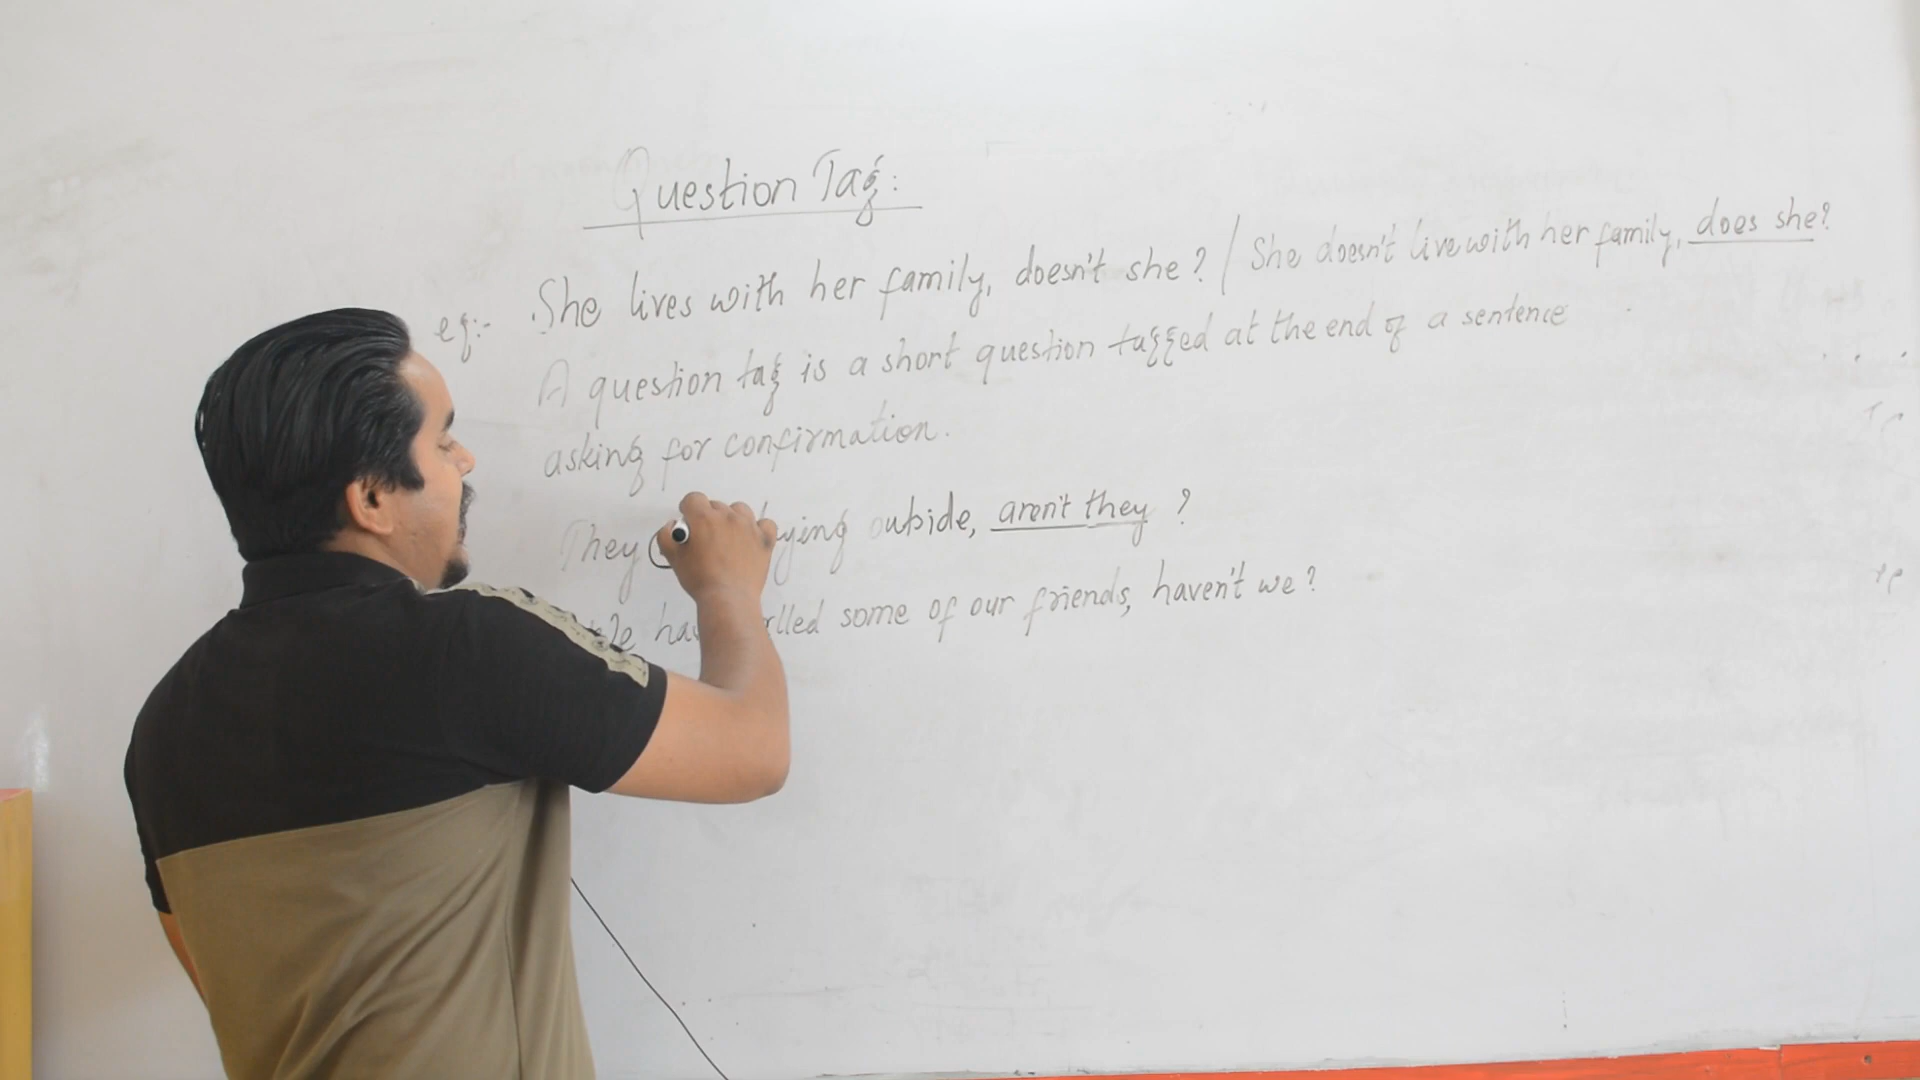 Question Tag:
eg:- She lives with her family, doesn't she? / She doesn't live with her family, does she?
A question tag is a short question tagged at the end of a sentence
asking for confirmation.
They outside, aren't they ?
We some of our friends, haven't we?